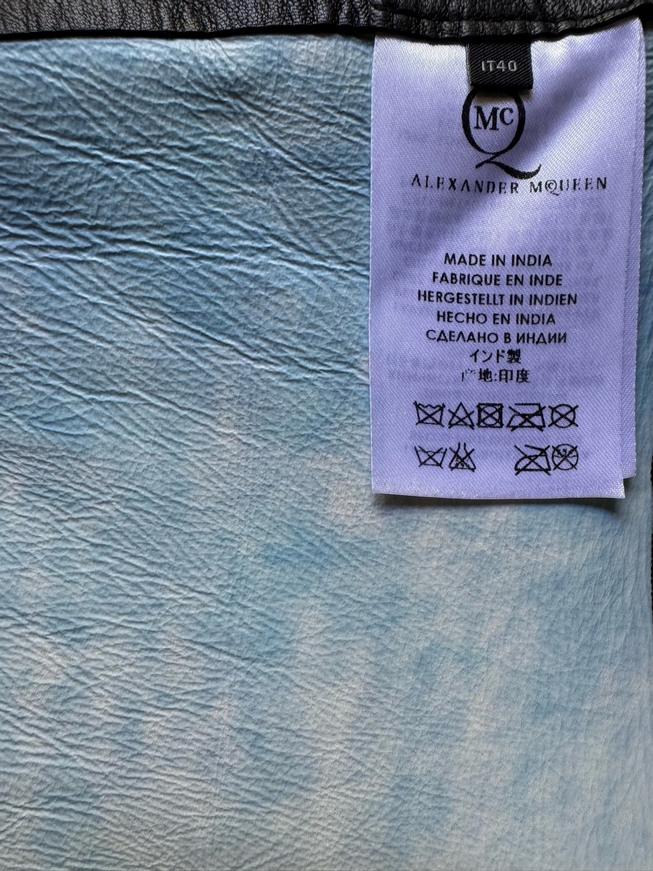 IT40
McQ
ALEXANDER McQUEEN
MADE IN INDIA
FABRIQUE EN INDE
HERGESTELLT IN INDIEN
HECHO EN INDIA
СДЕЛАНО В ИНДИИ
インド製
产地:印度